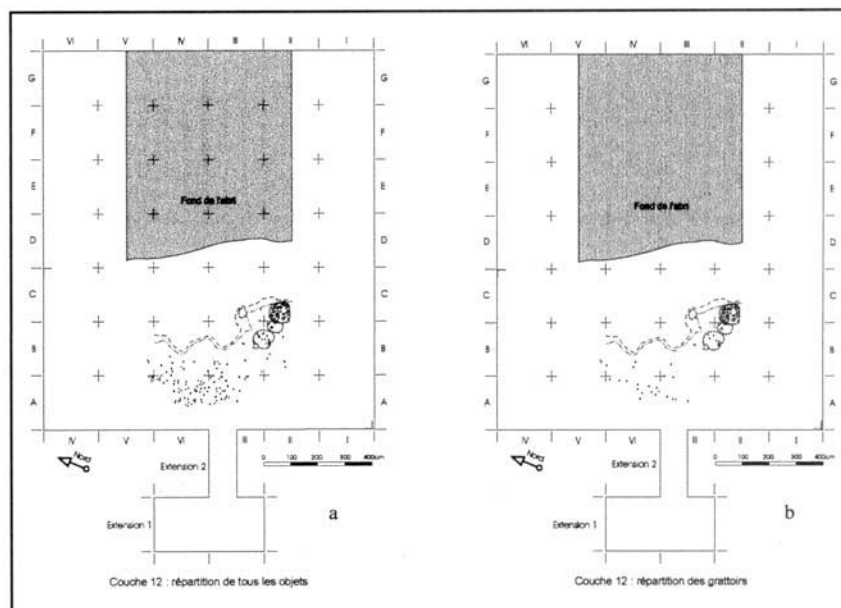 VI V IV III II I
G G
F F
E E
Fond de l'abri
D D
C C
B B
A A
IV V VI III II I
Nord
Extension 2
0 100 200 300 400cm
Extension 1
a
Couche 12 : répartition de tous les objets
VI V IV III II I
G G
F F
E E
Fond de l'abri
D D
C C
B B
A A
IV V VI III II I
Nord
Extension 2
0 100 200 300 400cm
Extension 1
b
Couche 12 : répartition des grattoirs